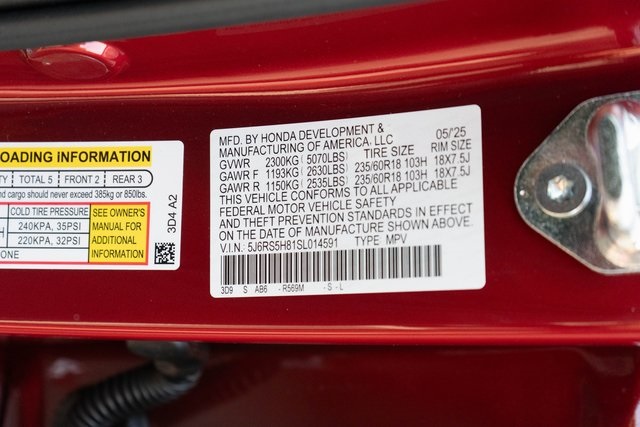 OADING INFORMATION
TY TOTAL 5 FRONT 2 REAR 3
nd cargo should never exceed 385kg or 850lbs.
COLD TIRE PRESSURE
240KPA, 35PSI
220KPA, 32PSI
ONE
SEE OWNER'S
MANUAL FOR
ADDITIONAL
INFORMATION
3D4 A2
MFD. BY HONDA DEVELOPMENT & 05/'25
MANUFACTURING OF AMERICA, LLC
TIRE SIZE RIM SIZE
GVWR 2300KG ( 5070LBS)
GAWR F 1193KG ( 2630LBS) 235/60R18 103H 18X7.5J
GAWR R 1150KG ( 2535LBS) 235/60R18 103H 18X7.5J
THIS VEHICLE CONFORMS TO ALL APPLICABLE
FEDERAL MOTOR VEHICLE SAFETY
AND THEFT PREVENTION STANDARDS IN EFFECT
ON THE DATE OF MANUFACTURE SHOWN ABOVE.
V.I.N. 5J6RS5H81SL014591 TYPE MPV
3D9 S AB6 - R569M - S - L